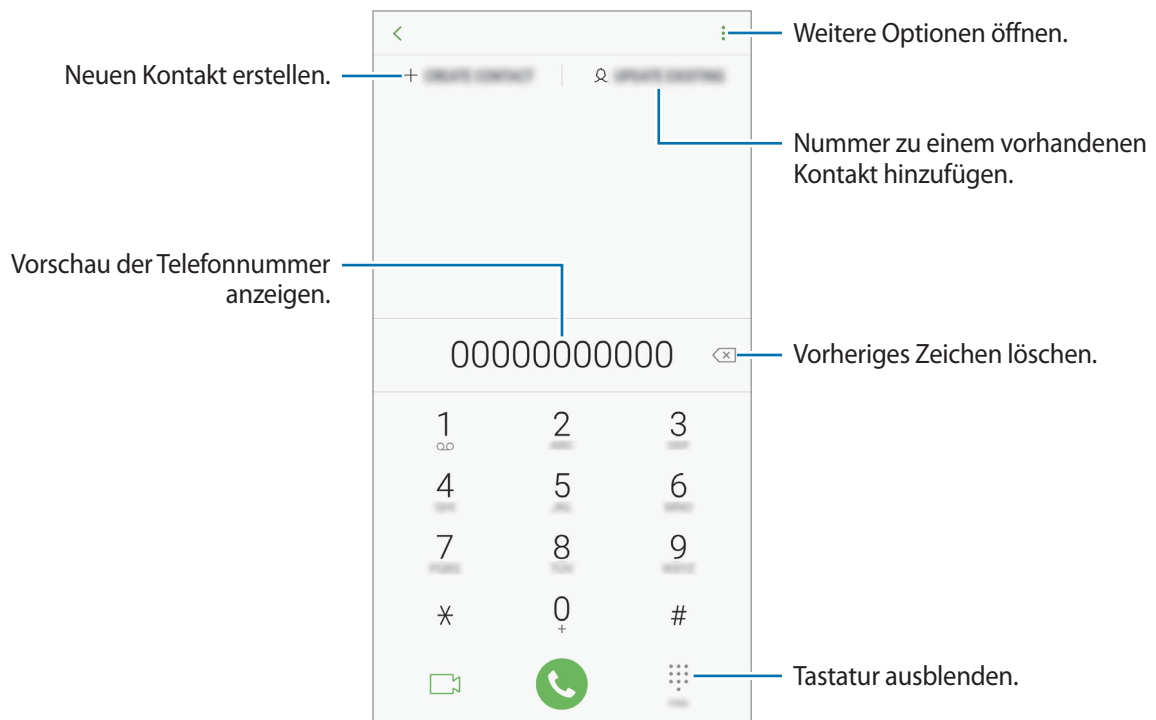 Weitere Optionen öffnen.
Neuen Kontakt erstellen.
Nummer zu einem vorhandenen
Kontakt hinzufügen.
Vorschau der Telefonnummer
anzeigen.
00000000000
Vorheriges Zeichen löschen.
1 2 3
4 5 6
7 8 9
* 0 #
+
Tastatur ausblenden.